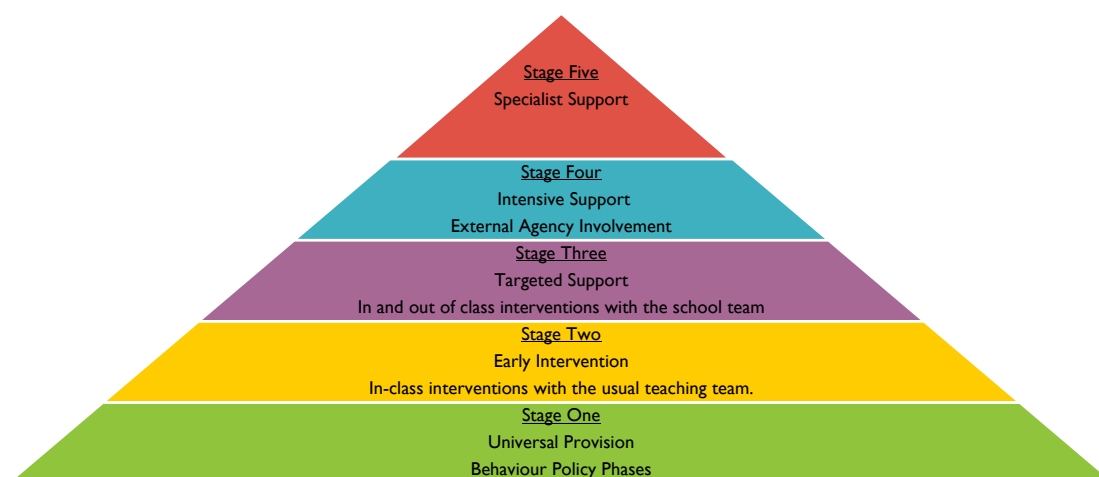 Stage Five
Specialist Support
Stage Four
Intensive Support
External Agency Involvement
Stage Three
Targeted Support
In and out of class interventions with the school team
Stage Two
Early Intervention
In-class interventions with the usual teaching team.
Stage One
Universal Provision
Behaviour Policy Phases